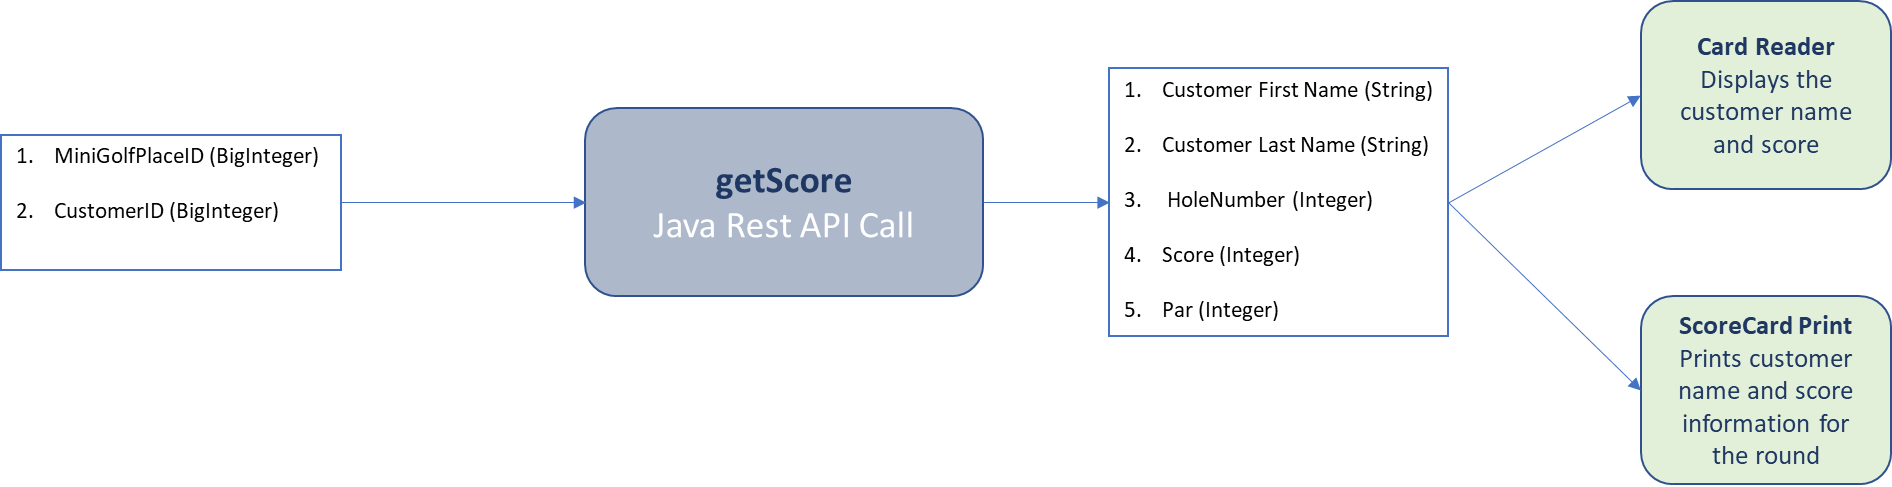 1. MiniGolfPlaceID (BigInteger)
2. CustomerID (BigInteger)
getScore
Java Rest API Call
1. Customer First Name (String)
2. Customer Last Name (String)
3. HoleNumber (Integer)
4. Score (Integer)
5. Par (Integer)
Card Reader
Displays the
customer name
and score
ScoreCard Print
Prints customer
name and score
information for
the round